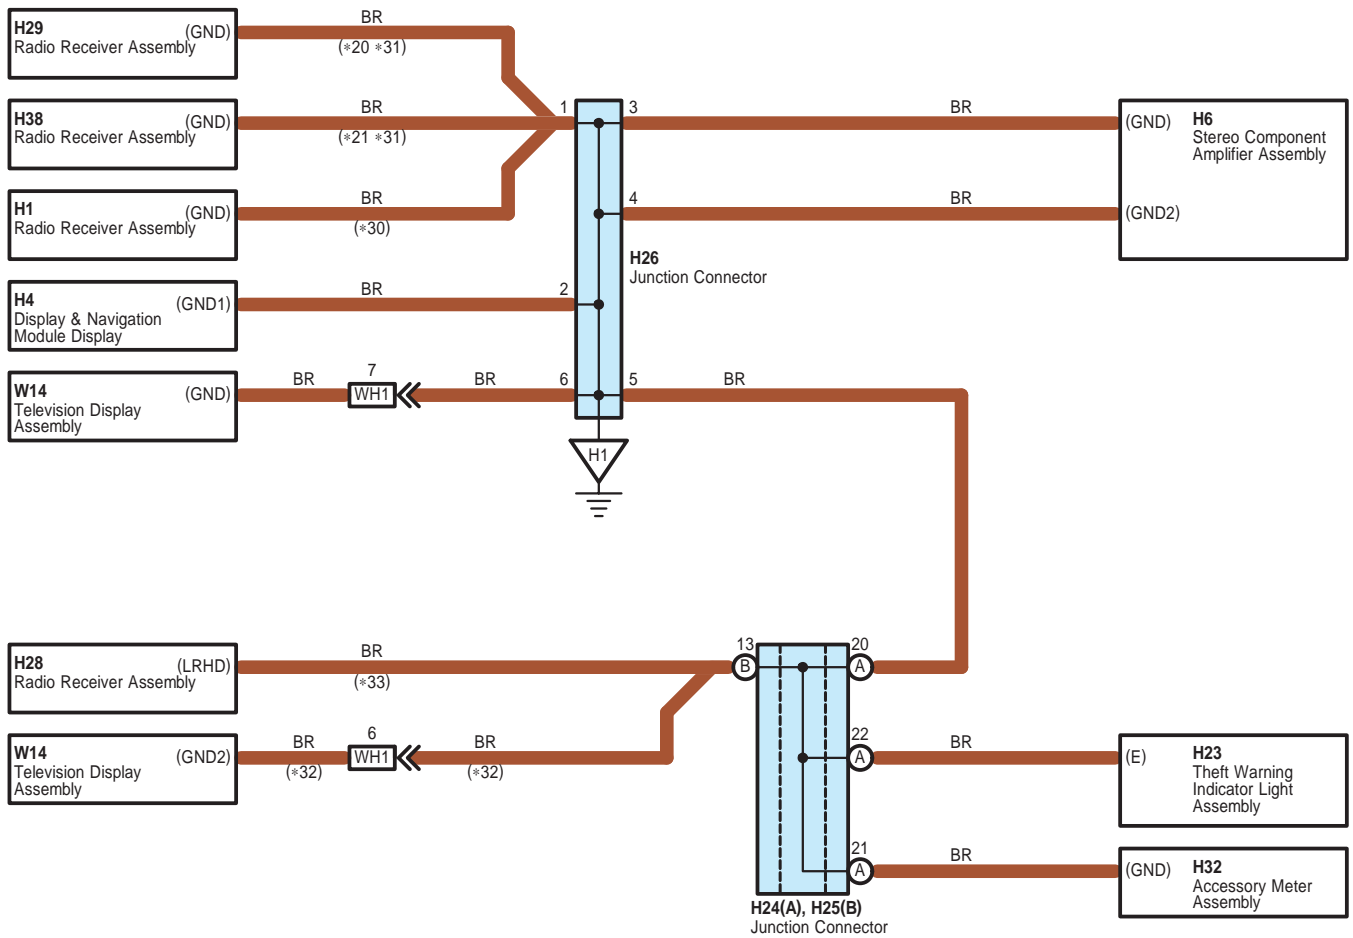 H29 (GND)
Radio Receiver Assembly
BR
(*20 *31)
H38 (GND)
Radio Receiver Assembly
BR
(*21 *31)
H1 (GND)
Radio Receiver Assembly
BR
(*30)
H4 (GND1)
Display & Navigation
Module Display
BR
W14 (GND)
Television Display
Assembly
BR
7
WH1
BR
1
2
6
3
4
5
H26
Junction Connector
H1
BR
BR
BR
(GND) H6
Stereo Component
Amplifier Assembly
(GND2)
H28 (LRHD)
Radio Receiver Assembly
BR
(*33)
W14 (GND2)
Television Display
Assembly
BR
(*32)
6
WH1
BR
(*32)
13
B
20
A
22
A
21
A
H24(A), H25(B)
Junction Connector
BR
(E) H23
Theft Warning
Indicator Light
Assembly
BR
(GND) H32
Accessory Meter
Assembly